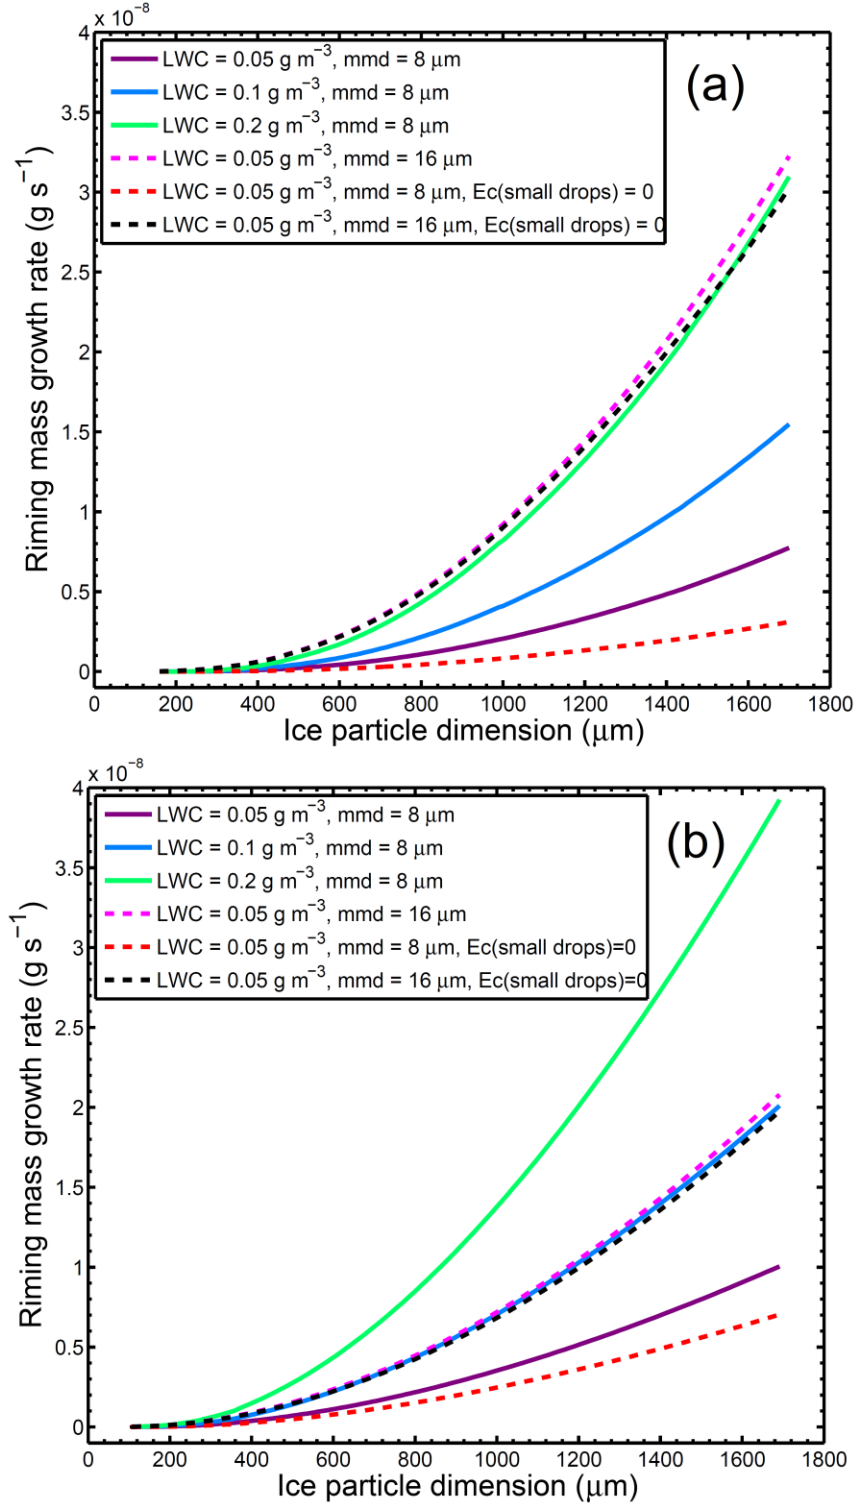 x 10⁻⁸
4
LWC = 0.05 g m⁻³, mmd = 8 μm
LWC = 0.1 g m⁻³, mmd = 8 μm
LWC = 0.2 g m⁻³, mmd = 8 μm
LWC = 0.05 g m⁻³, mmd = 16 μm
LWC = 0.05 g m⁻³, mmd = 8 μm, Ec(small drops) = 0
LWC = 0.05 g m⁻³, mmd = 16 μm, Ec(small drops) = 0
(a)
3.5
3
2.5
2
1.5
1
0.5
0
Riming mass growth rate (g s⁻¹)
0 200 400 600 800 1000 1200 1400 1600 1800
Ice particle dimension (μm)
x 10⁻⁸
4
LWC = 0.05 g m⁻³, mmd = 8 μm
LWC = 0.1 g m⁻³, mmd = 8 μm
LWC = 0.2 g m⁻³, mmd = 8 μm
LWC = 0.05 g m⁻³, mmd = 16 μm
LWC = 0.05 g m⁻³, mmd = 8 μm, Ec(small drops)=0
LWC = 0.05 g m⁻³, mmd = 16 μm, Ec(small drops)=0
(b)
3.5
3
2.5
2
1.5
1
0.5
0
Riming mass growth rate (g s⁻¹)
0 200 400 600 800 1000 1200 1400 1600 1800
Ice particle dimension (μm)